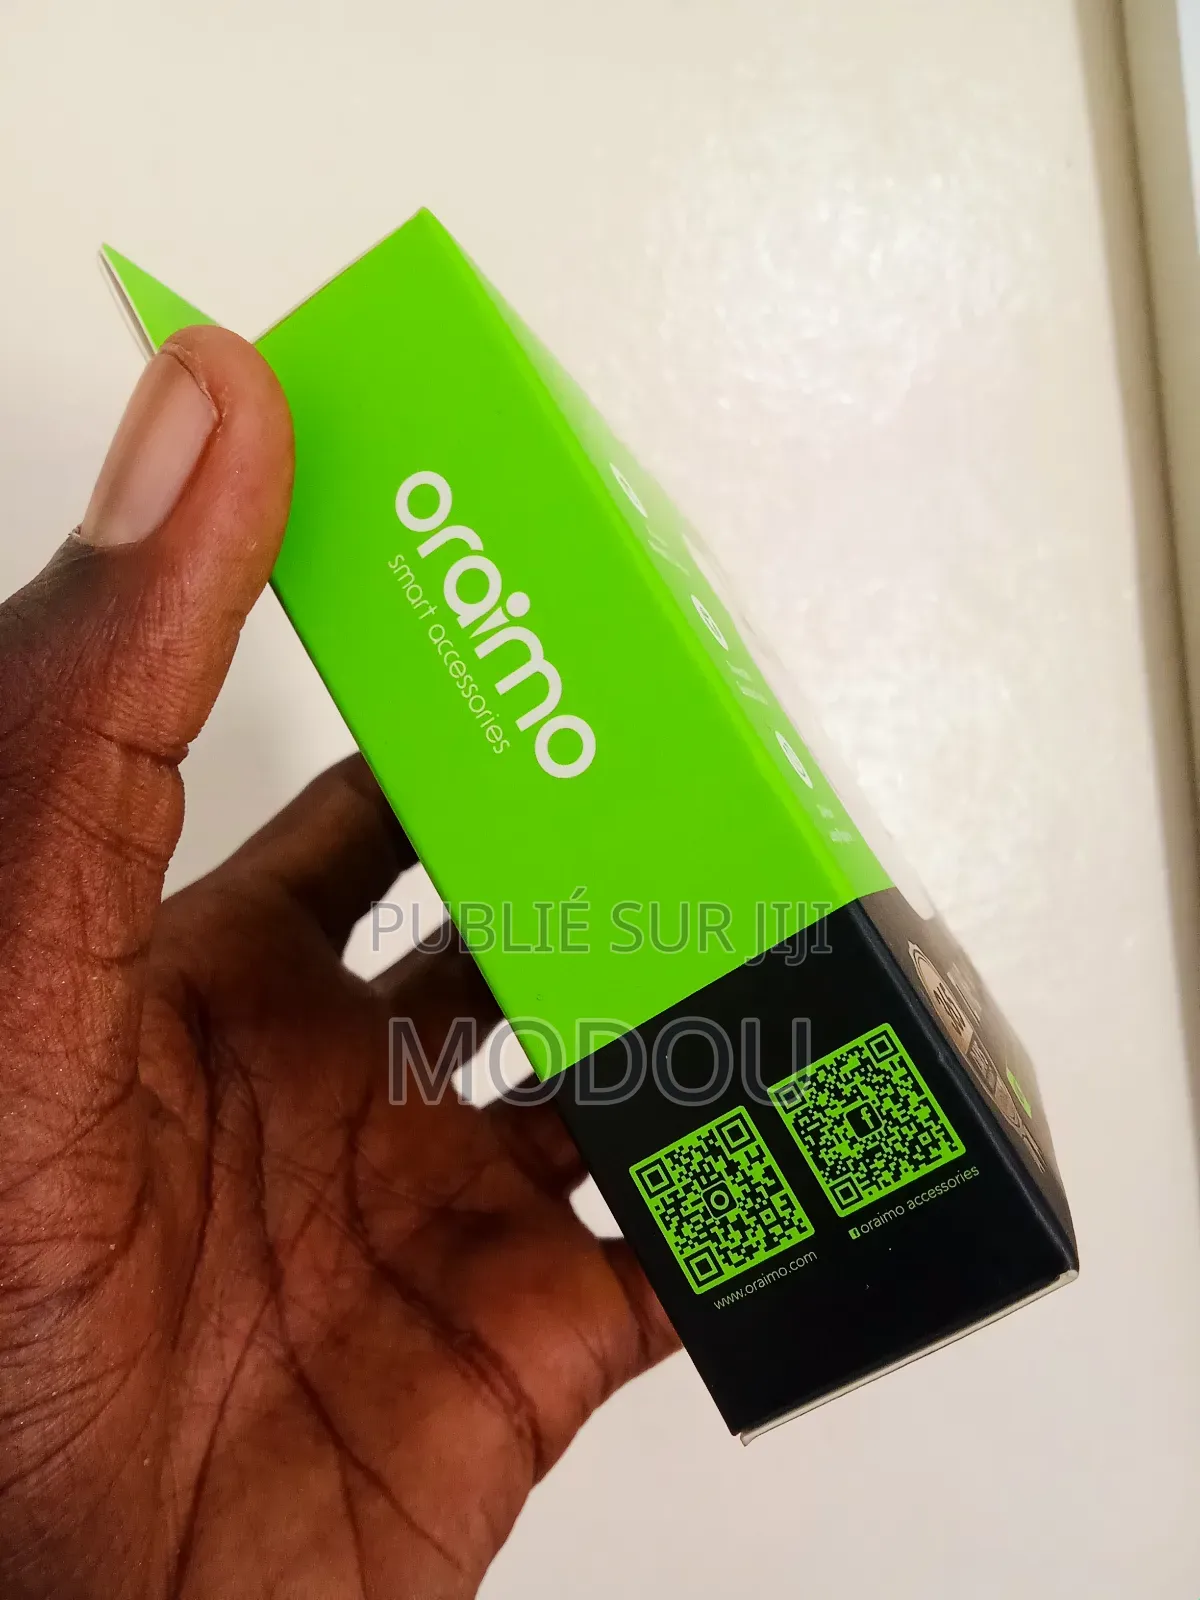 oraimo
smart accessories
PUBLIÉ SUR JIJI
MODOU
www.oraimo.com
f oraimo accessories